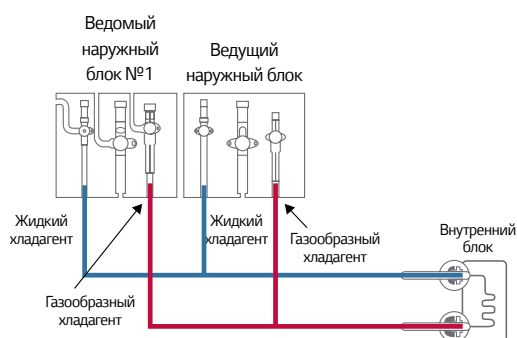 Ведомый
наружный
блок №1
Ведущий
наружный блок
Жидкий
хладагент
Жидкий
хладагент
Газообразный
хладагент
Внутренний
блок
Газообразный
хладагент